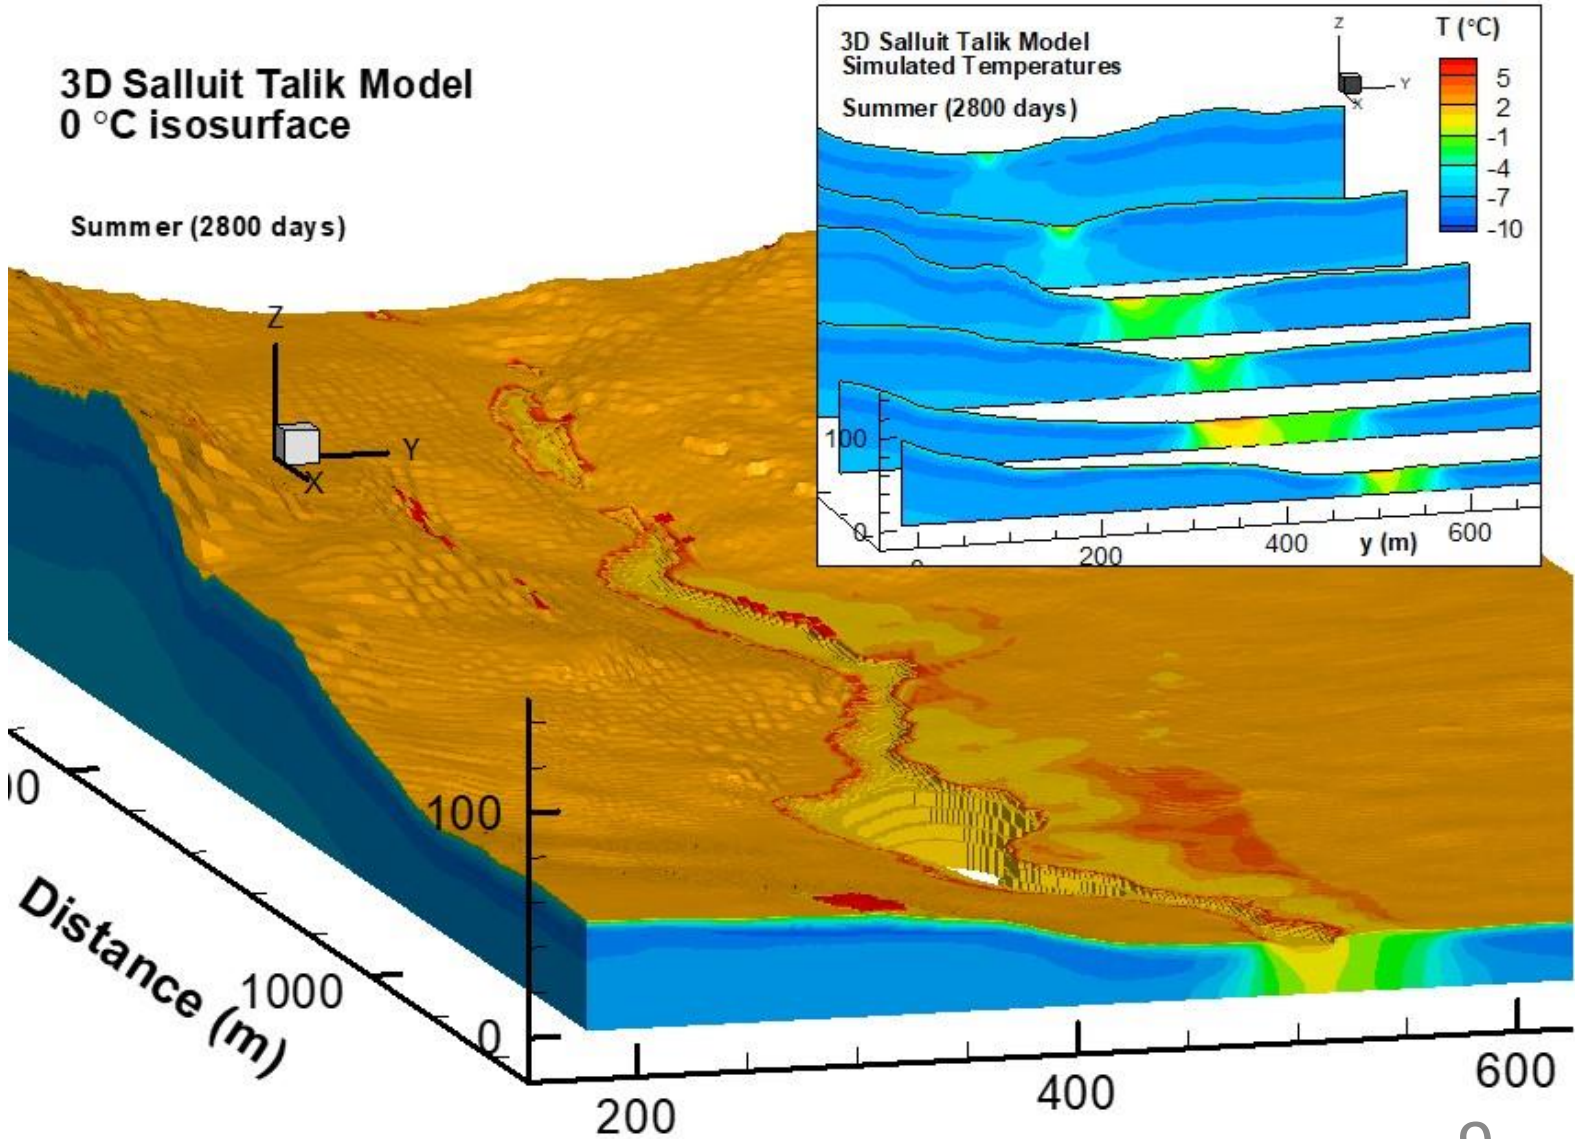 3D Salluit Talik Model
0 °C isosurface
Summer (2800 days)
Z
Y
X
100
0
Distance (m)
1000
200
400
600
3D Salluit Talik Model
Simulated Temperatures
Summer (2800 days)
Z
Y
X
T (°C)
5
2
-1
-4
-7
-10
100
0
200
400
y (m)
600